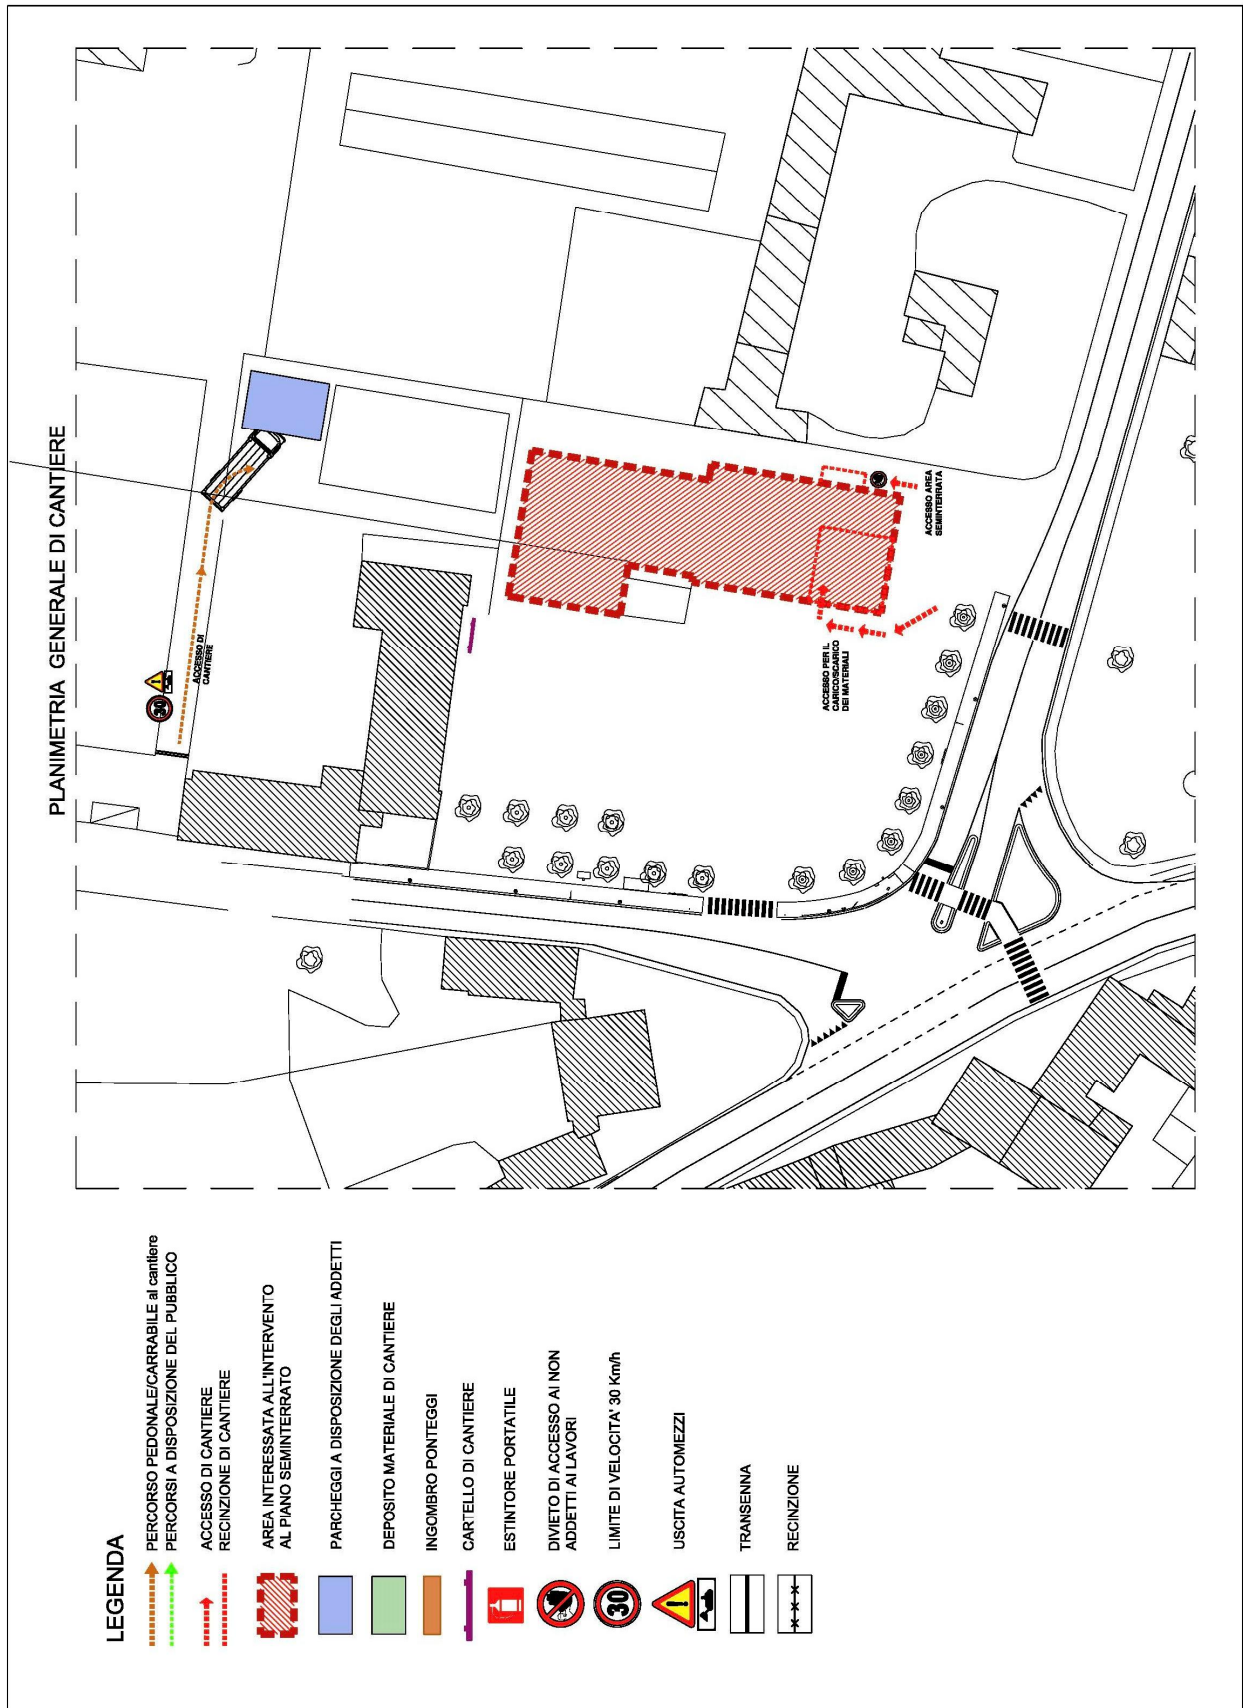 PLANIMETRIA GENERALE DI CANTIERE
30
ACCESSO DI
CANTIERE
ACCESSO PER IL
CARICO/SCARICO
DEI MATERIALI
ACCESSO AREA
SEMINTERRATA
LEGENDA
PERCORSO PEDONALE/CARRABILE al cantiere
PERCORSI A DISPOSIZIONE DEL PUBBLICO
ACCESSO DI CANTIERE
RECINZIONE DI CANTIERE
AREA INTERESSATA ALL'INTERVENTO
AL PIANO SEMINTERRATO
PARCHEGGI A DISPOSIZIONE DEGLI ADDETTI
DEPOSITO MATERIALE DI CANTIERE
INGOMBRO PONTEGGI
CARTELLO DI CANTIERE
ESTINTORE PORTATILE
DIVIETO DI ACCESSO AI NON
ADDETTI AI LAVORI
30
LIMITE DI VELOCITA' 30 Km/h
USCITA AUTOMEZZI
TRANSENNA
RECINZIONE